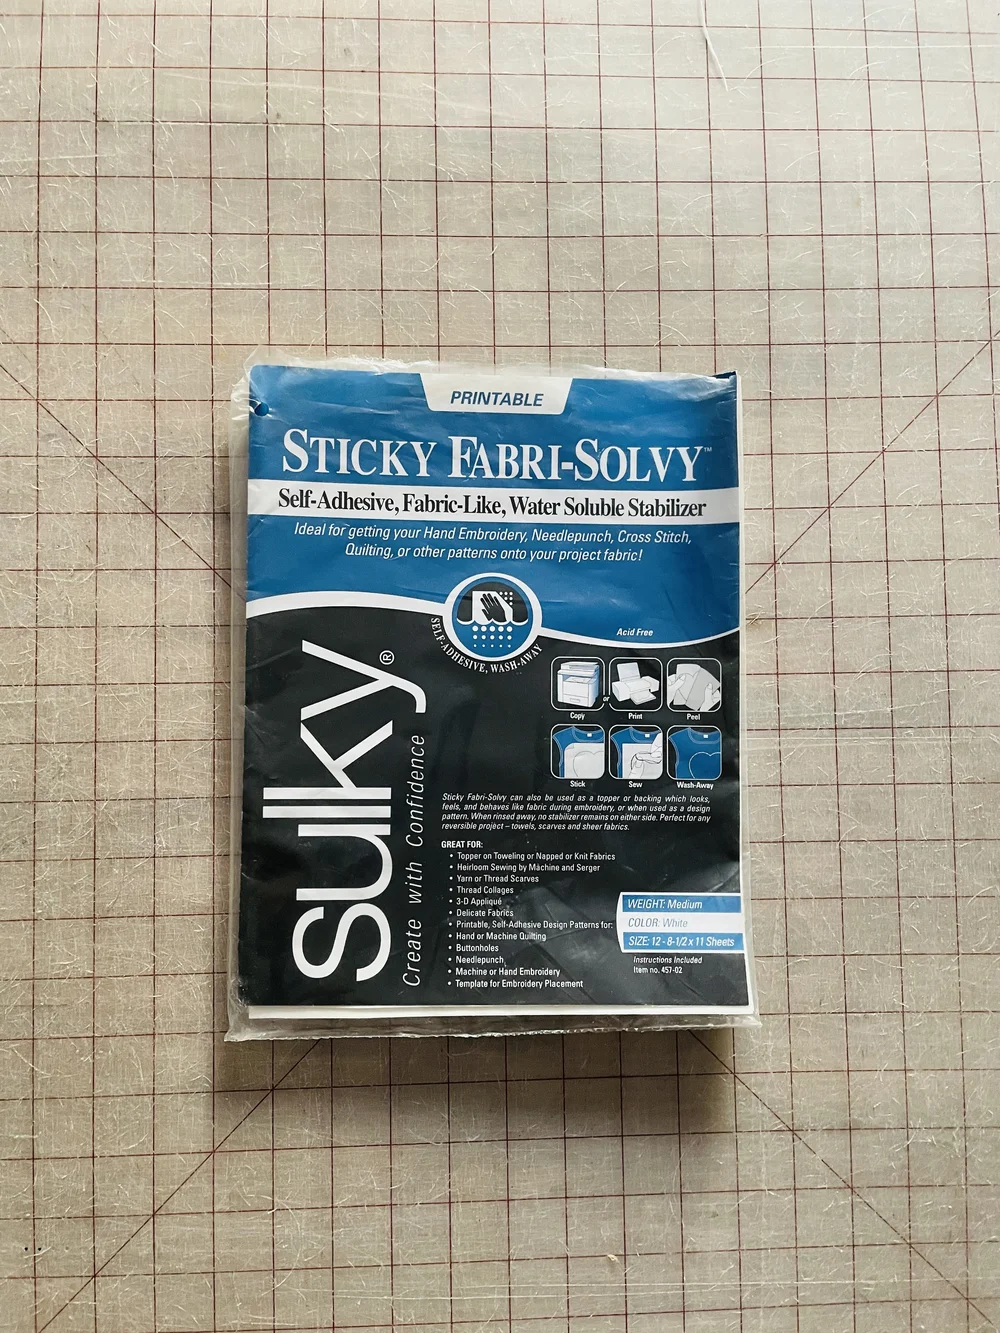 PRINTABLE
STICKY FABRI-SOLVY™
Self-Adhesive, Fabric-Like, Water Soluble Stabilizer
Ideal for getting your Hand Embroidery, Needlepunch, Cross Stitch,
Quilting, or other patterns onto your project fabric!
SELF-ADHESIVE, WASH-AWAY
Acid Free
sulky®
Create with Confidence
Copy
or
Print
Peel
Stick
Sew
Wash-Away
Sticky Fabri-Solvy can also be used as a topper or backing which looks,
feels, and behaves like fabric during embroidery, or when used as a design
pattern. When rinsed away, no stabilizer remains on either side. Perfect for any
reversible project – towels, scarves and sheer fabrics.
GREAT FOR:
• Topper on Toweling or Napped or Knit Fabrics
• Heirloom Sewing by Machine and Serger
• Yarn or Thread Scarves
• Thread Collages
• 3-D Appliqué
• Delicate Fabrics
• Printable, Self-Adhesive Design Patterns for:
• Hand or Machine Quilting
• Buttonholes
• Needlepunch
• Machine or Hand Embroidery
• Template for Embroidery Placement
WEIGHT: Medium
COLOR: White
SIZE: 12 - 8-1/2 x 11 Sheets
Instructions Included
Item no. 457-02